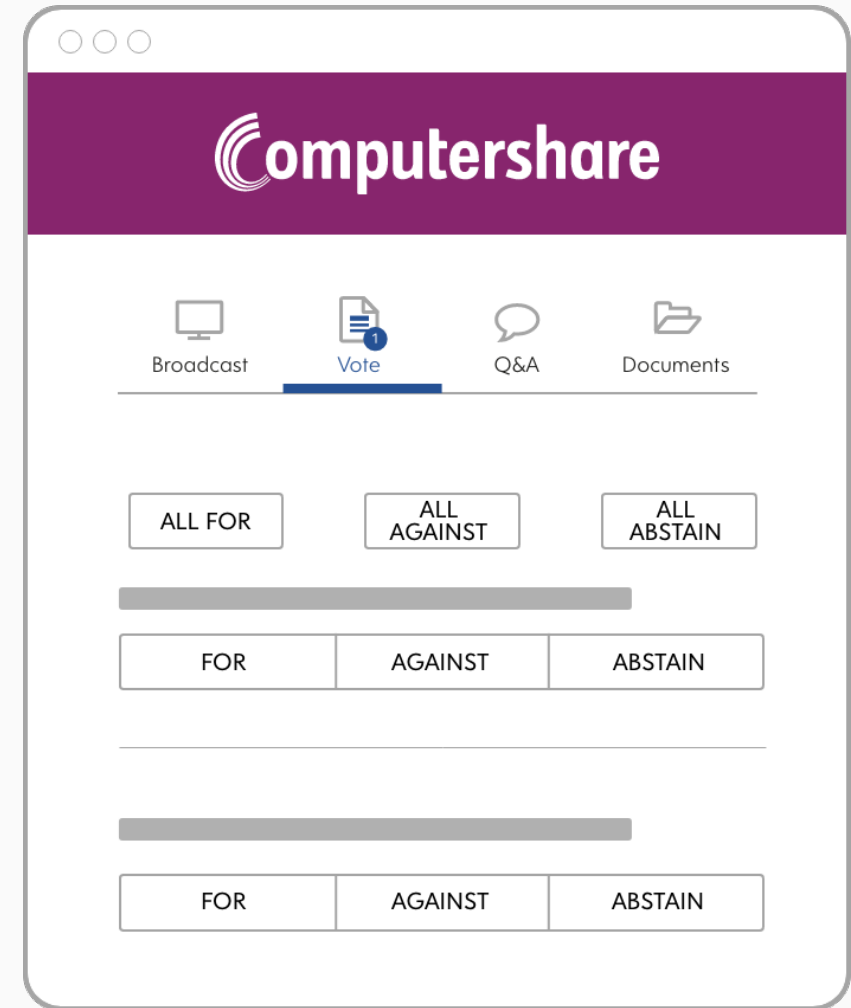 Computershare
Broadcast Vote 1 Q&A Documents
ALL FOR ALL AGAINST ALL ABSTAIN
FOR AGAINST ABSTAIN
FOR AGAINST ABSTAIN